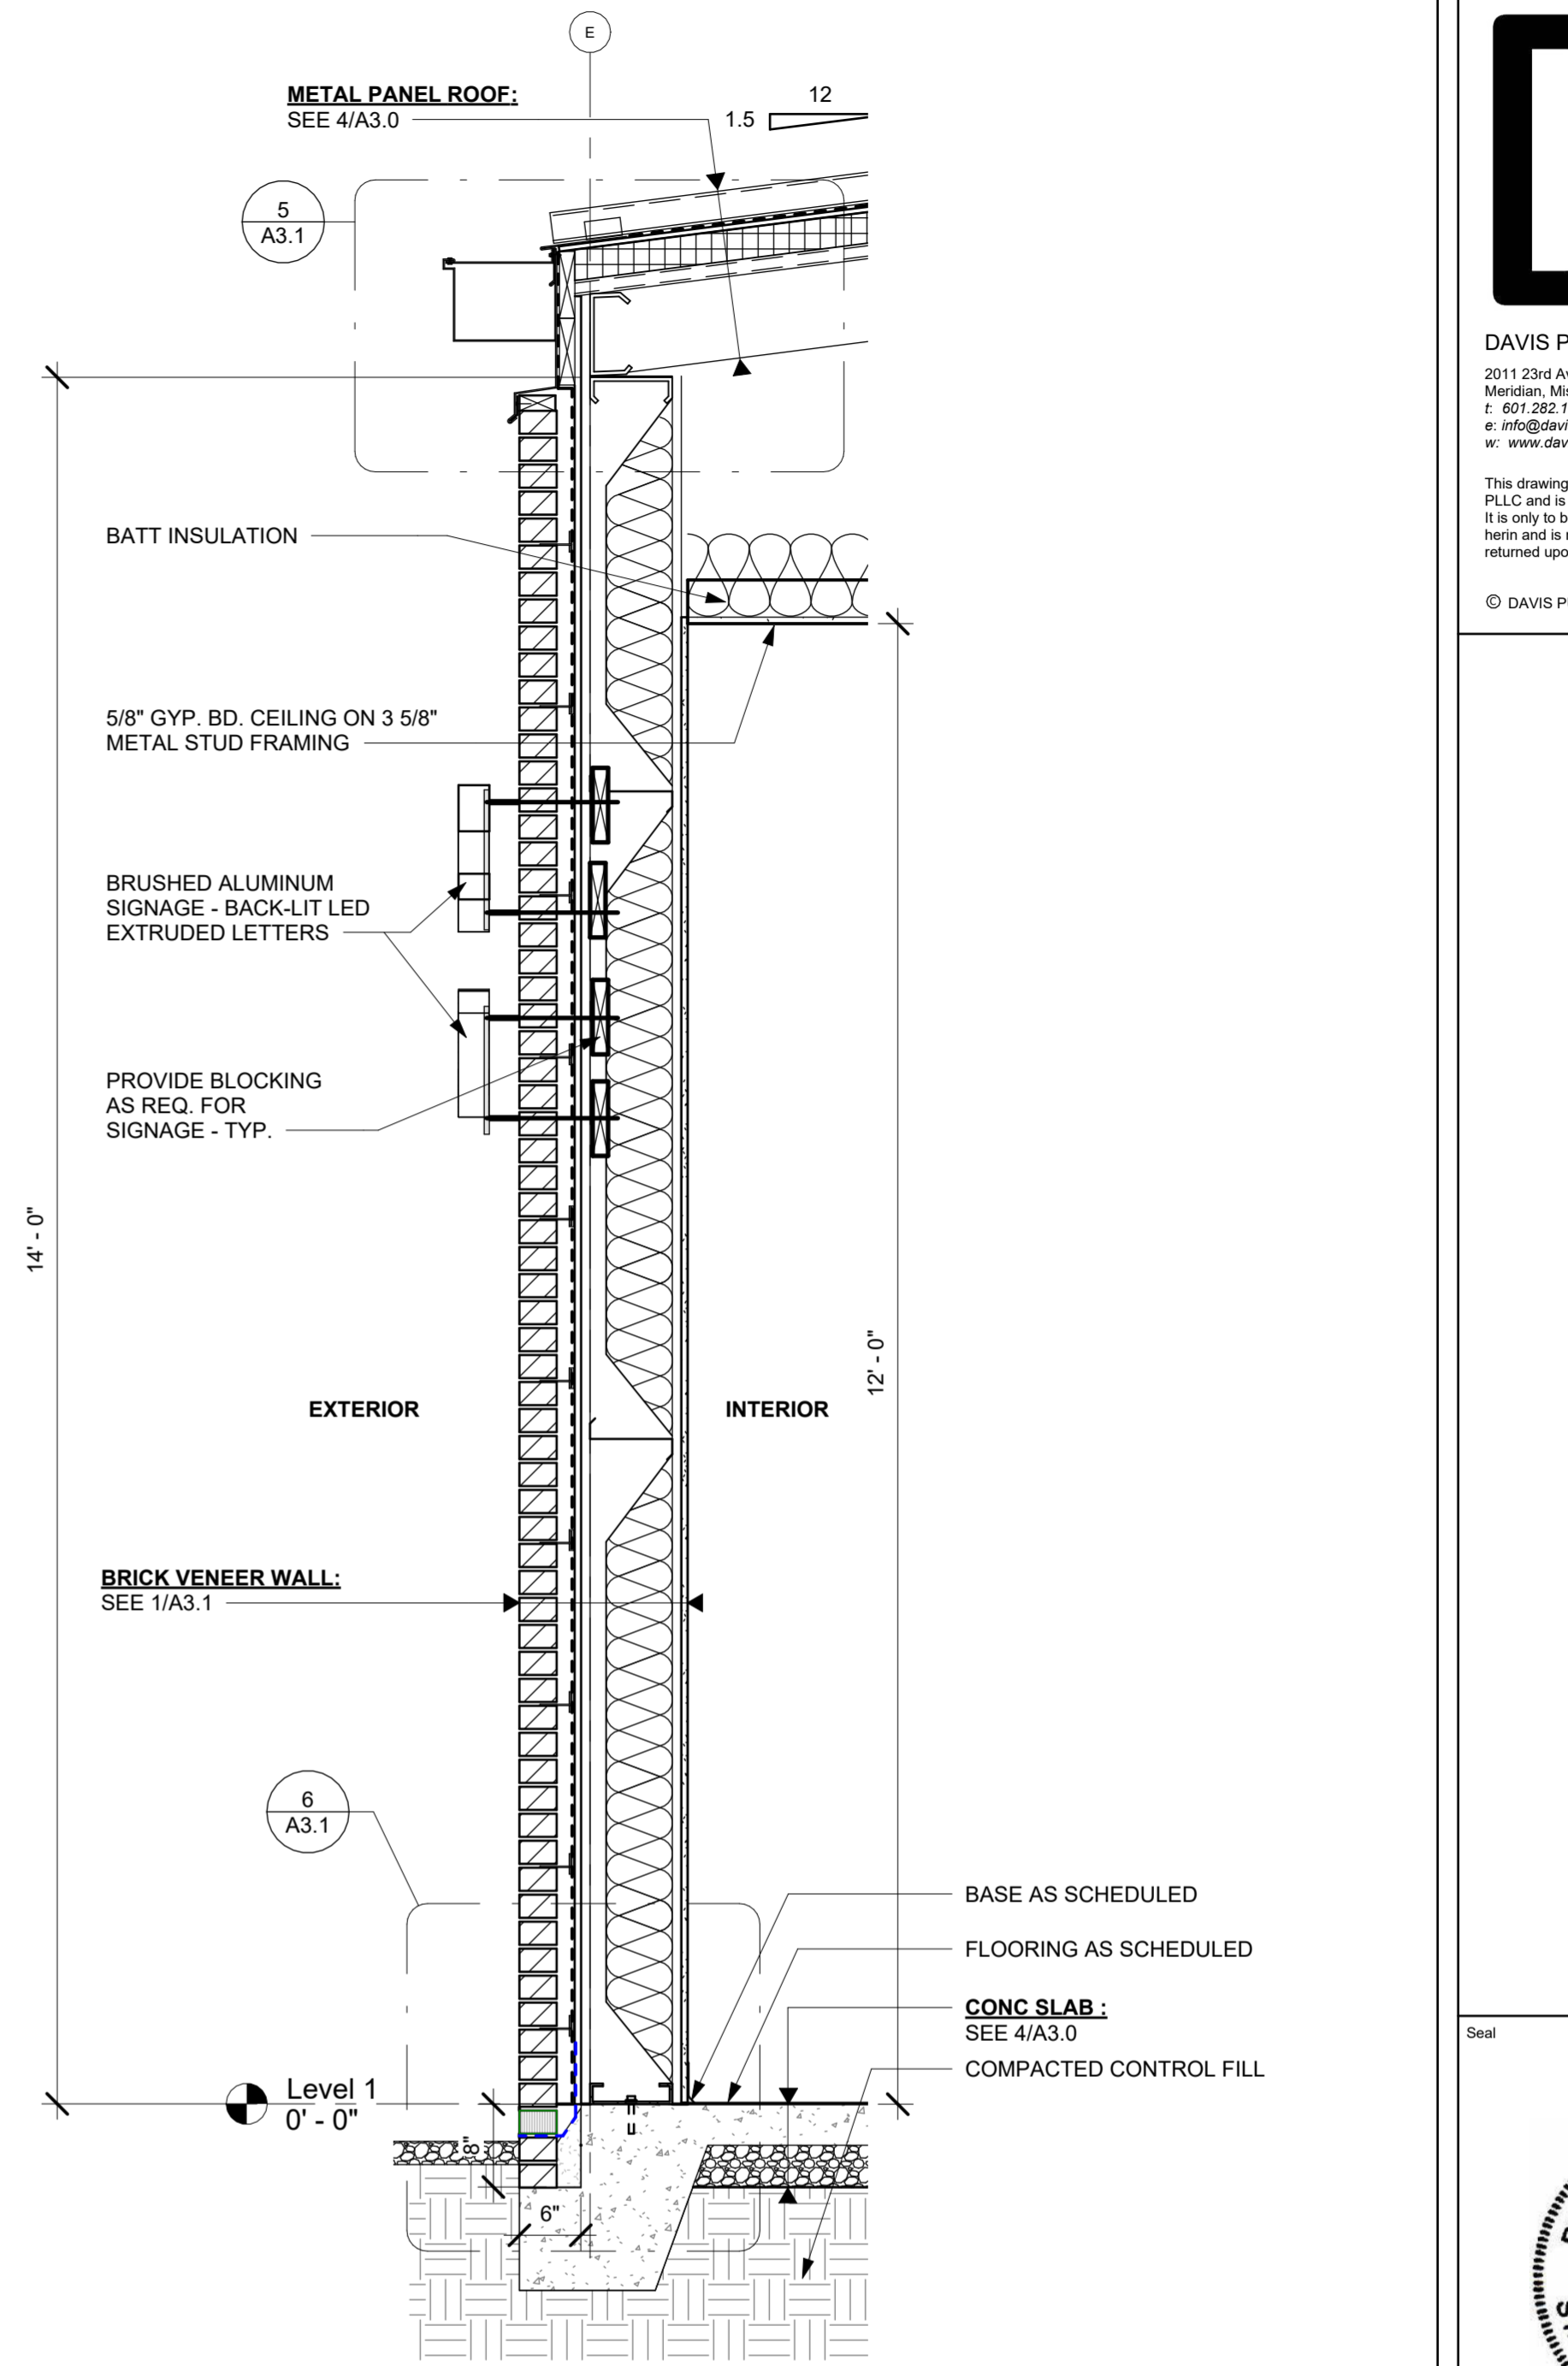 E
METAL PANEL ROOF:
SEE 4/A3.0
12
1.5
5
A3.1
BATT INSULATION
5/8" GYP. BD. CEILING ON 3 5/8"
METAL STUD FRAMING
BRUSHED ALUMINUM
SIGNAGE - BACK-LIT LED
EXTRUDED LETTERS
PROVIDE BLOCKING
AS REQ. FOR
SIGNAGE - TYP.
14' - 0"
12' - 0"
EXTERIOR
INTERIOR
BRICK VENEER WALL:
SEE 1/A3.1
6
A3.1
BASE AS SCHEDULED
FLOORING AS SCHEDULED
CONC SLAB :
SEE 4/A3.0
COMPACTED CONTROL FILL
Level 1
0' - 0"
8"
6"
DAVIS P
2011 23rd Av
Meridian, Mis
t: 601.282.1
e: info@davi
w: www.dav
This drawing
PLLC and is
It is only to b
herin and is
returned upo
© DAVIS P
Seal